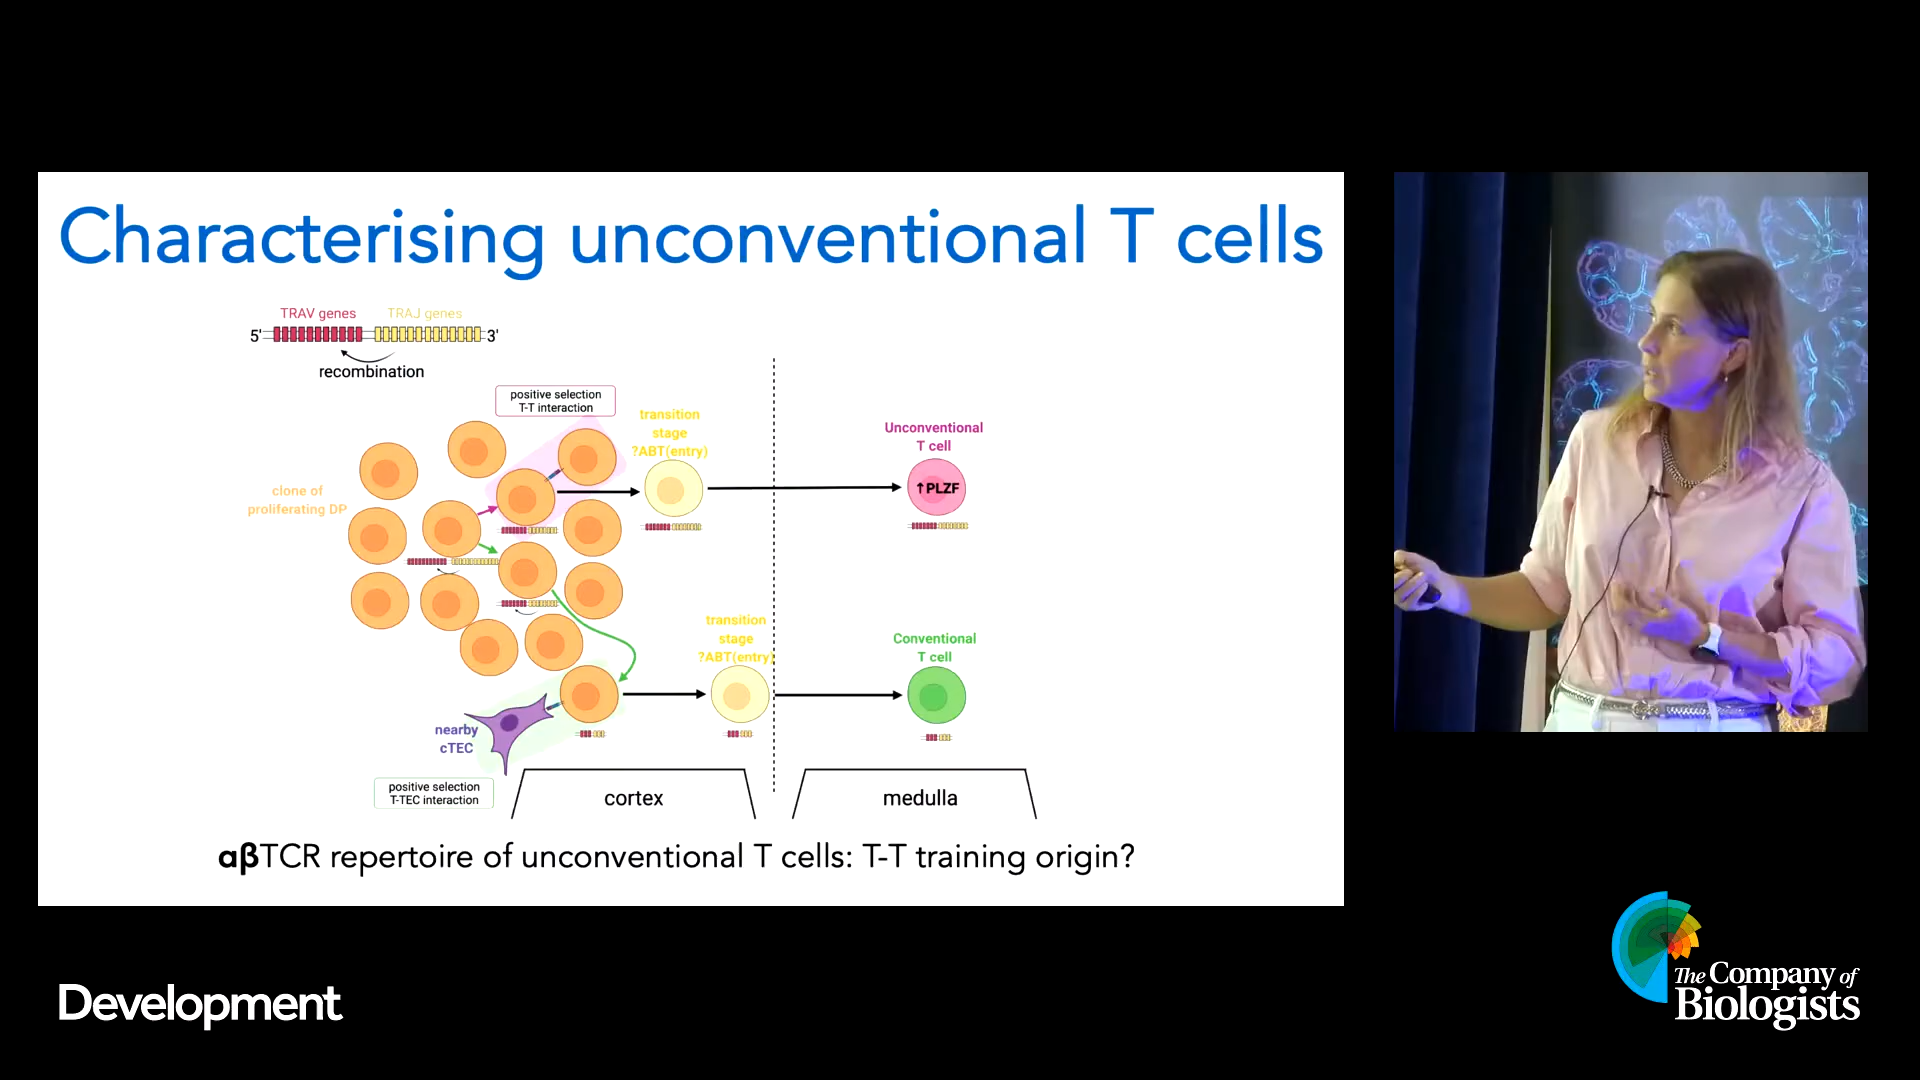 Characterising unconventional T cells
TRAV genes
TRAJ genes
5'
3'
recombination
positive selection
T-T interaction
transition
stage
?ABT(entry)
Unconventional
T cell
↑PLZF
clone of
proliferating DP
transition
stage
?ABT(entry)
Conventional
T cell
nearby
cTEC
positive selection
T-TEC interaction
cortex
medulla
αβTCR repertoire of unconventional T cells: T-T training origin?
Development
The Company of
Biologists